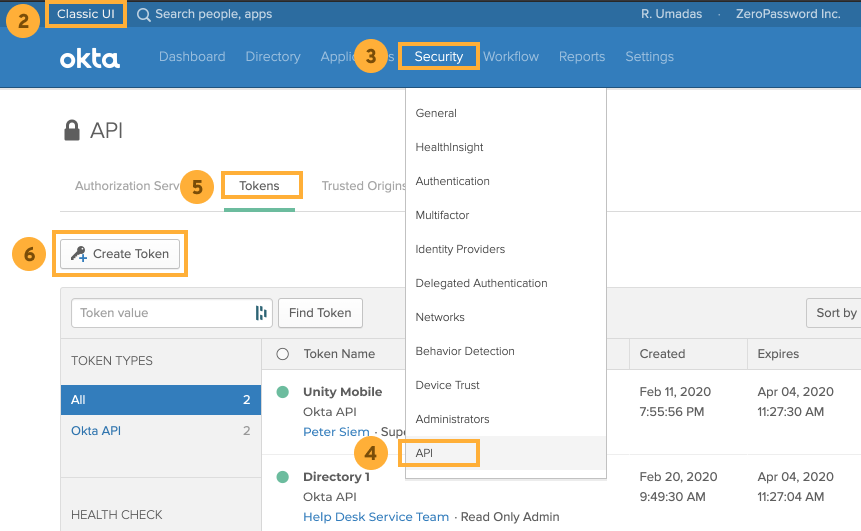 2 Classic UI Search people, apps R. Umadas · ZeroPassword Inc.
okta Dashboard Directory 3 Security Workflow Reports Settings
General
API
HealthInsight
5 Tokens Trusted Origins Authentication
Multifactor
6 Create Token Identity Providers
Delegated Authentication
Token value Find Token Networks Sort by
Behavior Detection
TOKEN TYPES Token Name Created Expires
Device Trust
All 2 Unity Mobile Feb 11, 2020 Apr 04, 2020
Okta API 7:55:56 PM 11:27:30 AM
Administrators
Okta API 2 Peter Siem ·
4 API
Directory 1 Feb 20, 2020 Apr 04, 2020
Okta API 9:49:30 AM 11:27:04 AM
HEALTH CHECK Help Desk Service Team · Read Only Admin